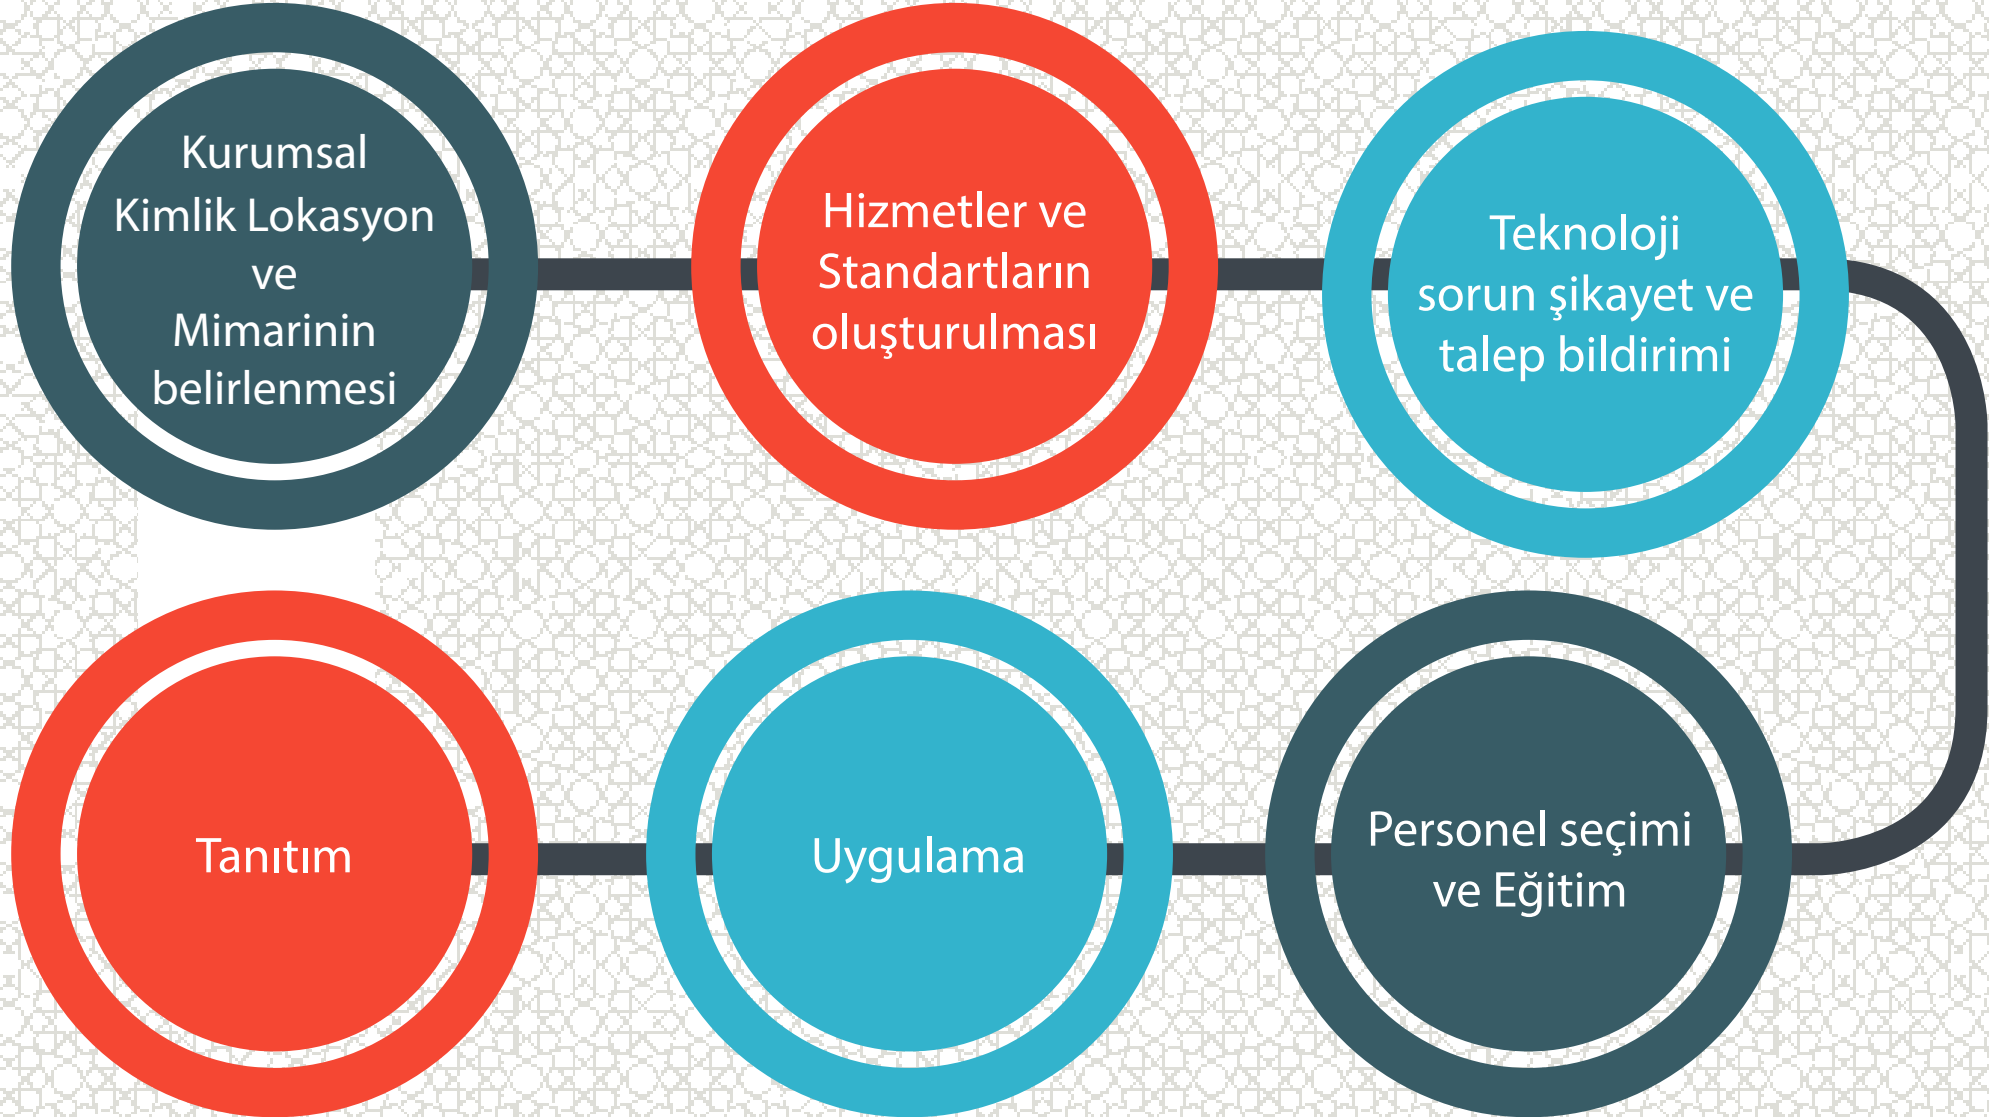 Kurumsal
Kimlik Lokasyon
ve
Mimarinin
belirlenmesi
Hizmetler ve
Standartların
oluşturulması
Teknoloji
sorun şikayet ve
talep bildirimi
Personel seçimi
ve Eğitim
Uygulama
Tanıtım